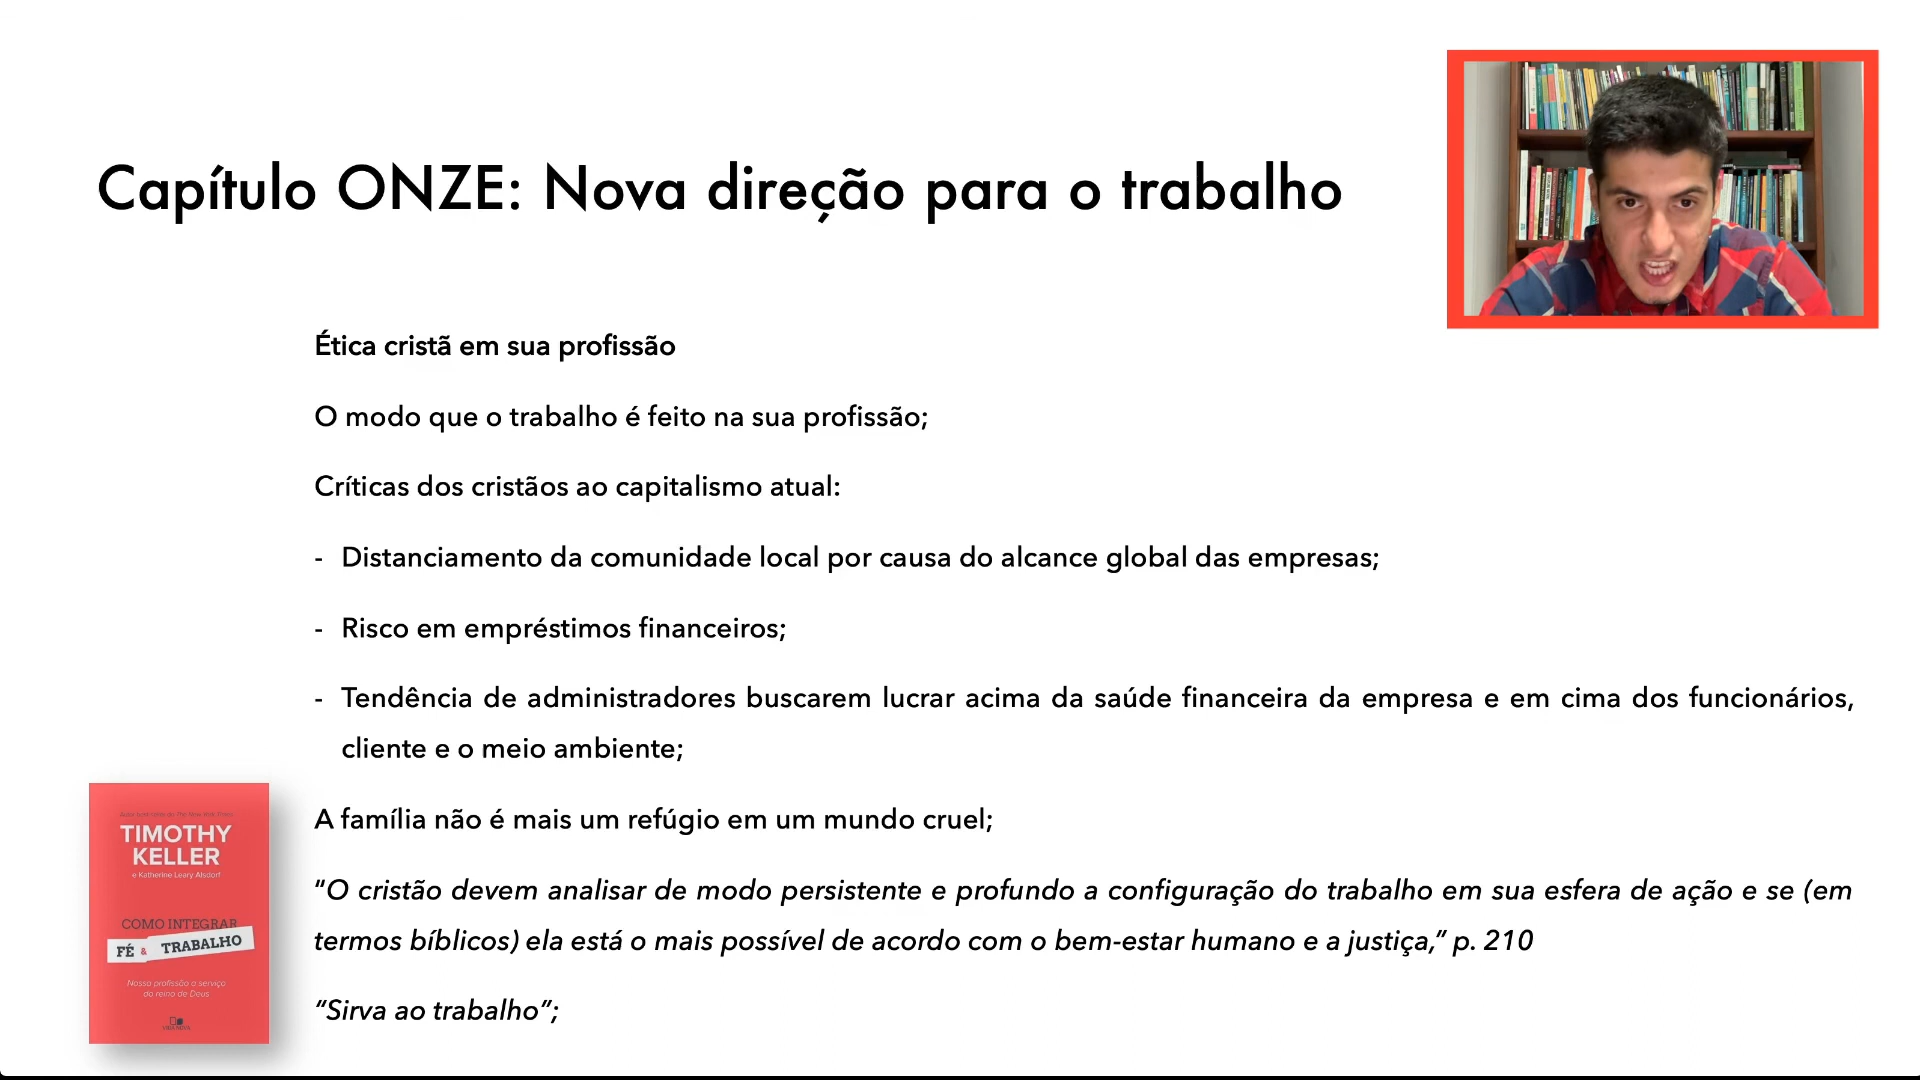 Capítulo ONZE: Nova direção para o trabalho
Ética cristã em sua profissão
O modo que o trabalho é feito na sua profissão;
Críticas dos cristãos ao capitalismo atual:
- Distanciamento da comunidade local por causa do alcance global das empresas;
- Risco em empréstimos financeiros;
- Tendência de administradores buscarem lucrar acima da saúde financeira da empresa e em cima dos funcionários,
cliente e o meio ambiente;
A família não é mais um refúgio em um mundo cruel;
"O cristão devem analisar de modo persistente e profundo a configuração do trabalho em sua esfera de ação e se (em
termos bíblicos) ela está o mais possível de acordo com o bem-estar humano e a justiça,” p. 210
“Sirva ao trabalho”;
TIMOTHY
KELLER
e Katherine Leary Alsdorf
COMO INTEGRAR
FÉ & TRABALHO
Nossa profissão a serviço
do reino de Deus
VIDA NOVA